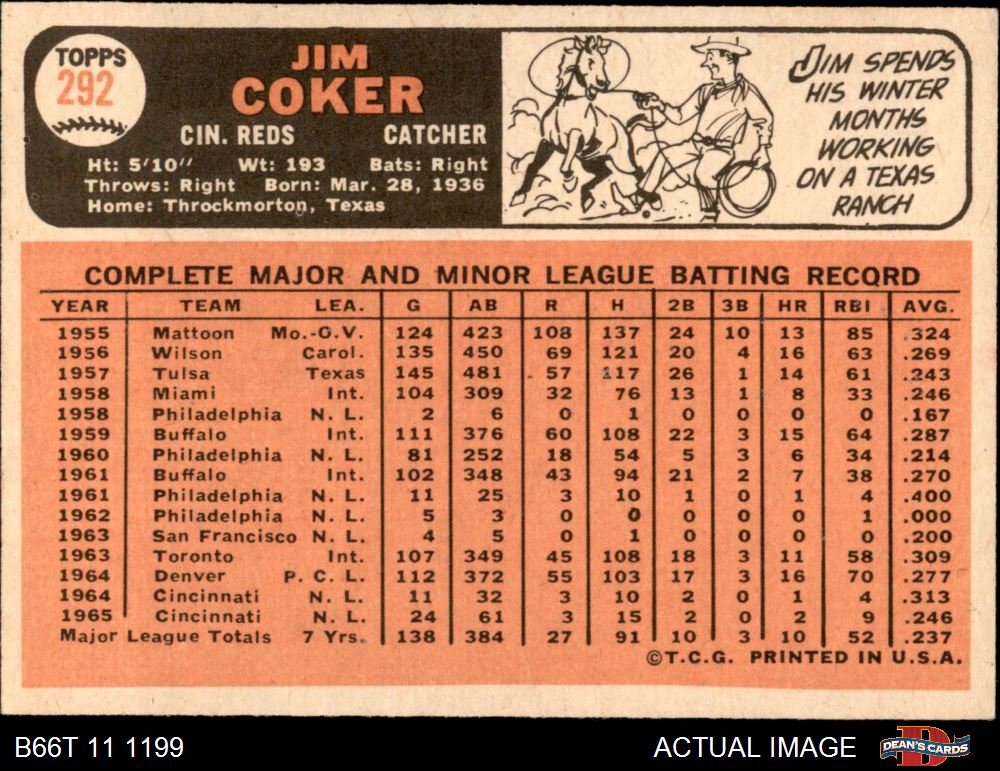 TOPPS
292
JIM
COKER
CIN. REDS CATCHER
Ht: 5'10" Wt: 193 Bats: Right
Throws: Right Born: Mar. 28, 1936
Home: Throckmorton, Texas
JIM SPENDS
HIS WINTER
MONTHS
WORKING
ON A TEXAS
RANCH
COMPLETE MAJOR AND MINOR LEAGUE BATTING RECORD
YEAR TEAM LEA. G AB R H 2B 3B HR RBI AVG.
1955 Mattoon Mo.-O.V. 124 423 108 137 24 10 13 85 .324
1956 Wilson Carol. 135 450 69 121 20 4 16 63 .269
1957 Tulsa Texas 145 481 57 117 26 1 14 61 .243
1958 Miami Int. 104 309 32 76 13 1 8 33 .246
1958 Philadelphia N. L. 2 6 0 1 0 0 0 0 .167
1959 Buffalo Int. 111 376 60 108 22 3 15 64 .287
1960 Philadelphia N. L. 81 252 18 54 5 3 6 34 .214
1961 Buffalo Int. 102 348 43 94 21 2 7 38 .270
1961 Philadelphia N. L. 11 25 3 10 1 0 1 4 .400
1962 Philadelphia N. L. 5 3 0 0 0 0 0 1 .000
1963 San Francisco N. L. 4 5 0 1 0 0 0 0 .200
1963 Toronto Int. 107 349 45 108 18 3 11 58 .309
1964 Denver P. C. L. 112 372 55 103 17 3 16 70 .277
1964 Cincinnati N. L. 11 32 3 10 2 0 1 4 .313
1965 Cincinnati N. L. 24 61 3 15 2 0 2 9 .246
Major League Totals 7 Yrs. 138 384 27 91 10 3 10 52 .237
©T.C.G. PRINTED IN U.S.A.
B66T 11 1199 ACTUAL IMAGE DEAN'S CARDS